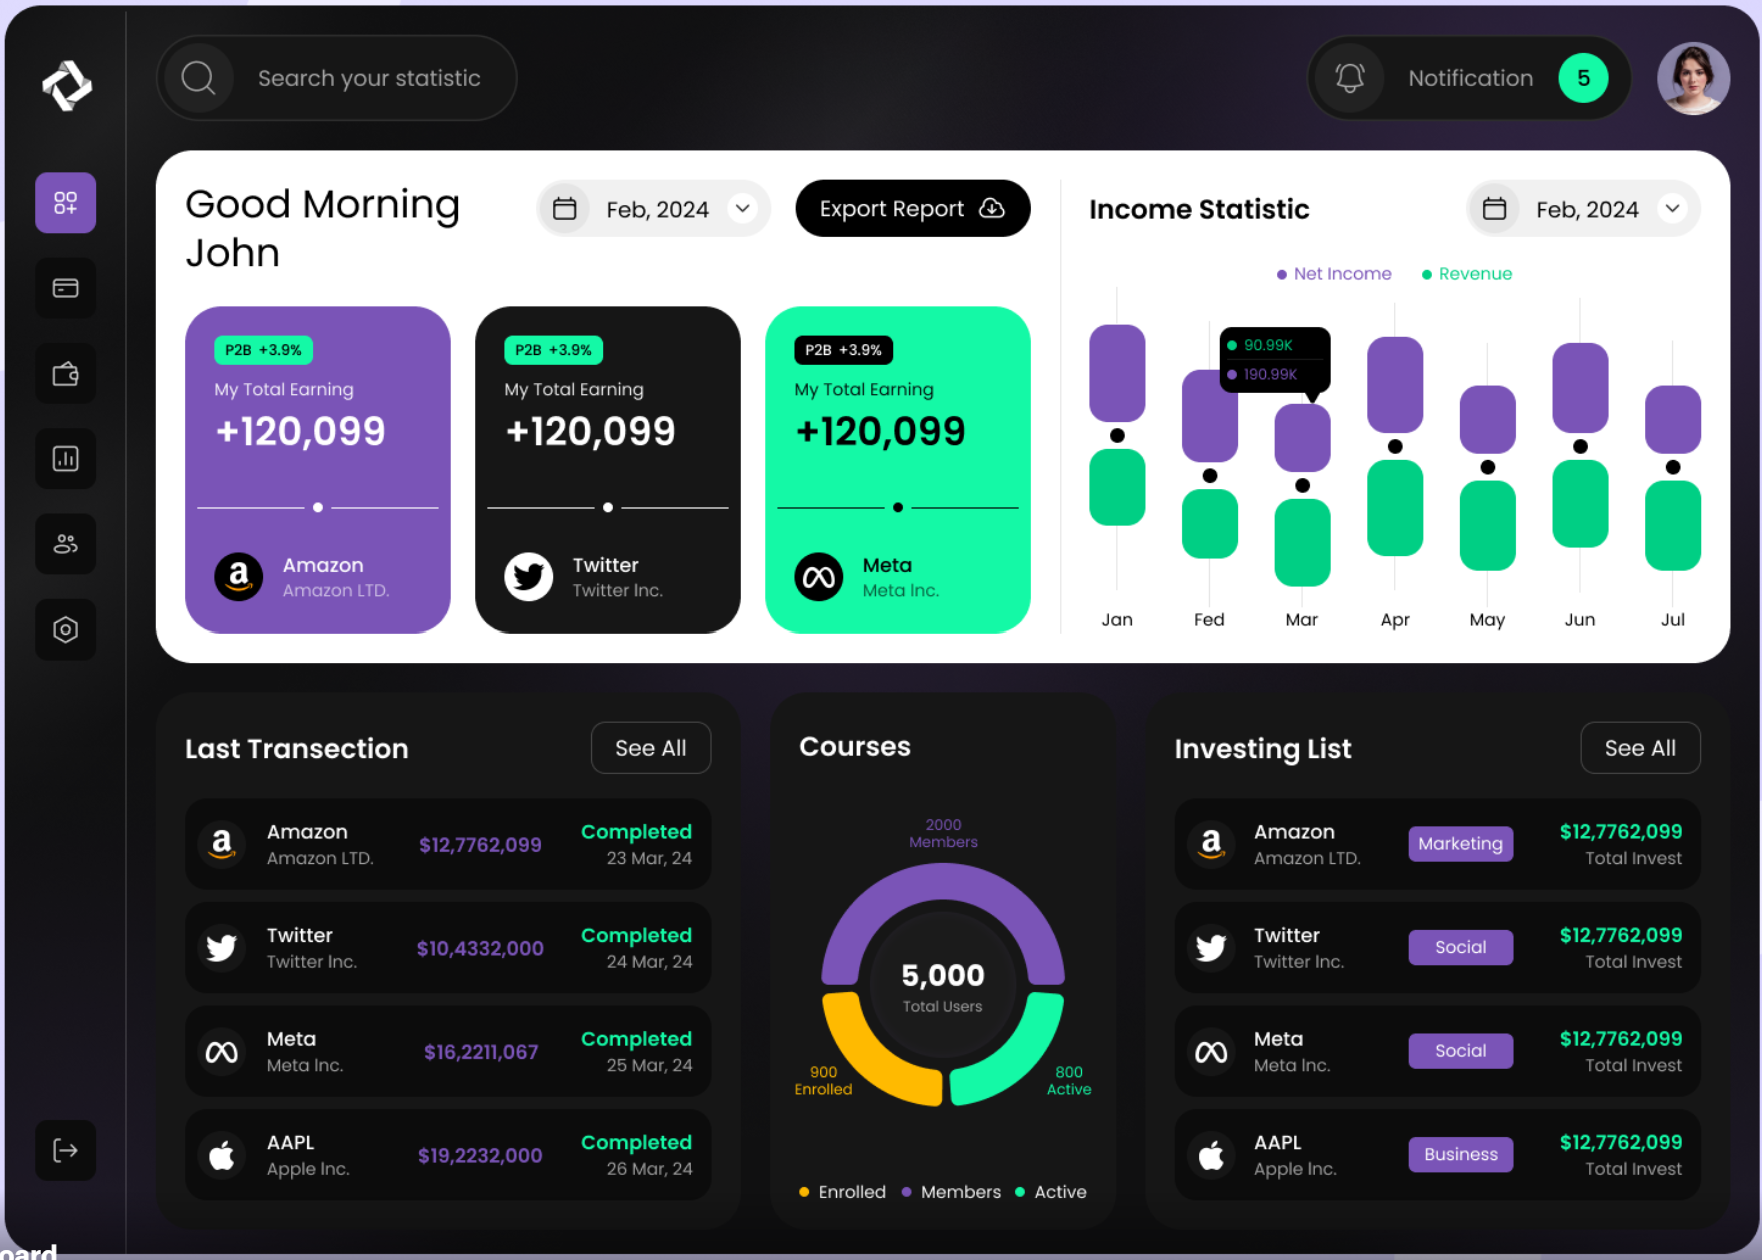 Search your statistic
Notification
5
Good Morning
John
Feb, 2024
Export Report
P2B +3.9%
My Total Earning
+120,099
Amazon
Amazon LTD.
P2B +3.9%
My Total Earning
+120,099
Twitter
Twitter Inc.
P2B +3.9%
My Total Earning
+120,099
Meta
Meta Inc.
Income Statistic
Feb, 2024
Net Income
Revenue
90.99K
190.99K
Jan
Fed
Mar
Apr
May
Jun
Jul
Last Transection
See All
Amazon
Amazon LTD.
$12,7762,099
Completed
23 Mar, 24
Twitter
Twitter Inc.
$10,4332,000
Completed
24 Mar, 24
Meta
Meta Inc.
$16,2211,067
Completed
25 Mar, 24
AAPL
Apple Inc.
$19,2232,000
Completed
26 Mar, 24
Courses
2000
Members
5,000
Total Users
900
Enrolled
800
Active
Enrolled
Members
Active
Investing List
See All
Amazon
Amazon LTD.
Marketing
$12,7762,099
Total Invest
Twitter
Twitter Inc.
Social
$12,7762,099
Total Invest
Meta
Meta Inc.
Social
$12,7762,099
Total Invest
AAPL
Apple Inc.
Business
$12,7762,099
Total Invest